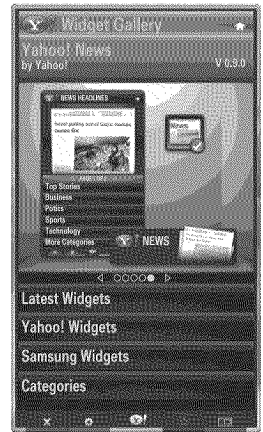 Y! Widget Gallery
Yahoo! News
by Yahoo!
V 0.9.0
Y! NEWS HEADLINES
Top Stories
Business
Politics
Sports
Technology
More Categories
News
Y! NEWS
Latest Widgets
Yahoo! Widgets
Samsung Widgets
Categories
Y!